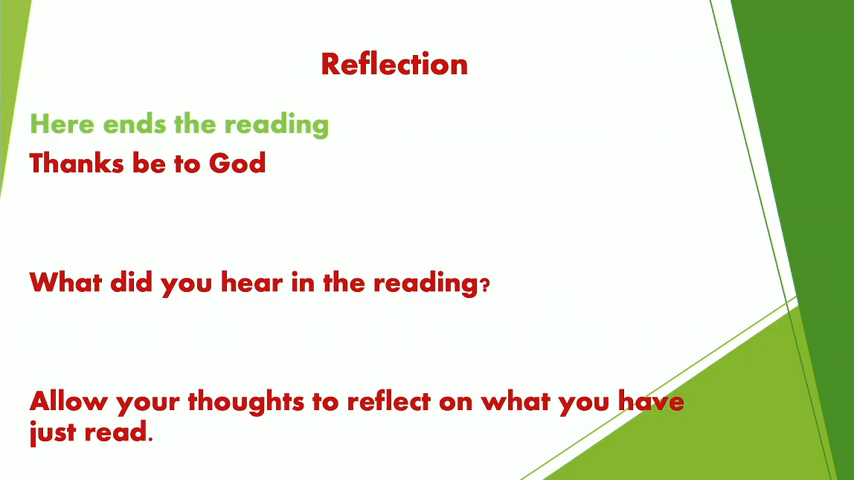 Reflection
Here ends the reading
Thanks be to God
What did you hear in the reading?
Allow your thoughts to reflect on what you have
just read.